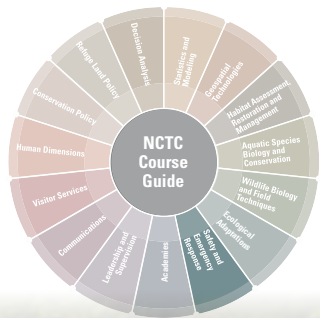 NCTC
Course
Guide
Decision Analysis
Statistics and
Modeling
Geospatial
Technologies
Habitat Assessment,
Restoration and
Management
Aquatic Species
Biology and
Conservation
Wildlife Biology
and Field
Techniques
Ecological
Adaptations
Safety and
Emergency
Response
Academies
Leadership and
Supervision
Communications
Visitor Services
Human Dimensions
Conservation Policy
Refuge Land Policy